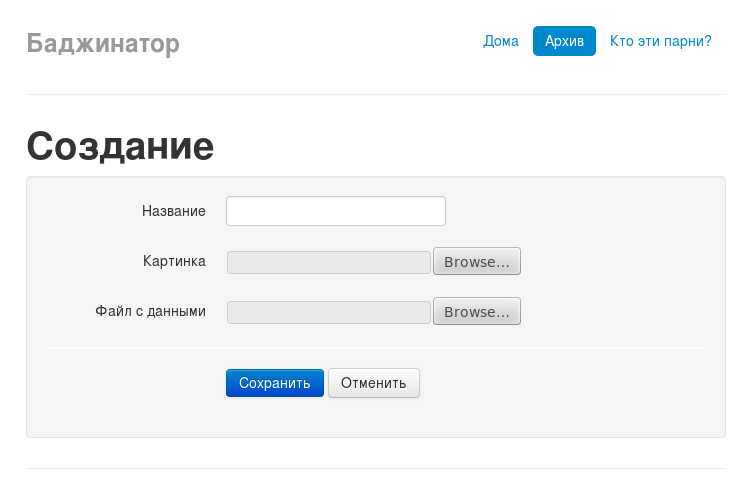 Баджинатор
Дома Архив Кто эти парни?
Создание
Название
Картинка Browse...
Файл с данными Browse...
Сохранить Отменить